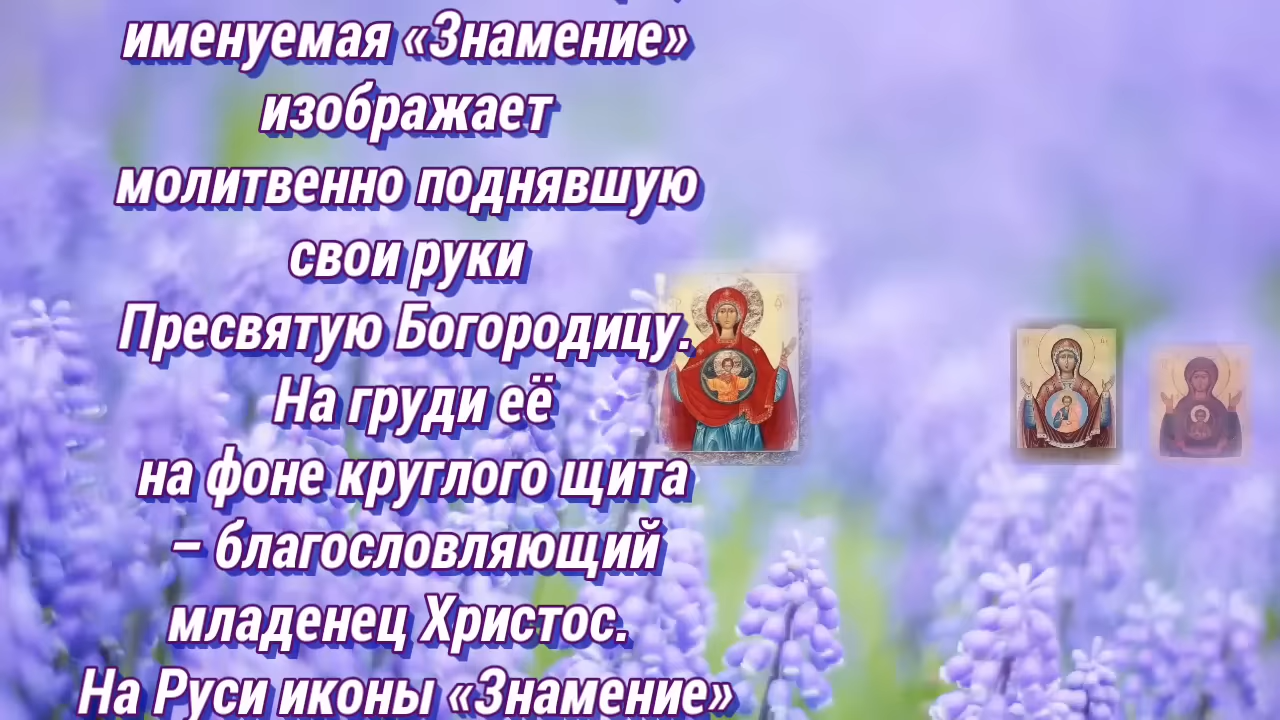 именуемая «Знамение»
изображает
молитвенно поднявшую
свои руки
Пресвятую Богородицу.
На груди её
на фоне круглого щита
– благословляющий
младенец Христос.
На Руси иконы «Знамение»